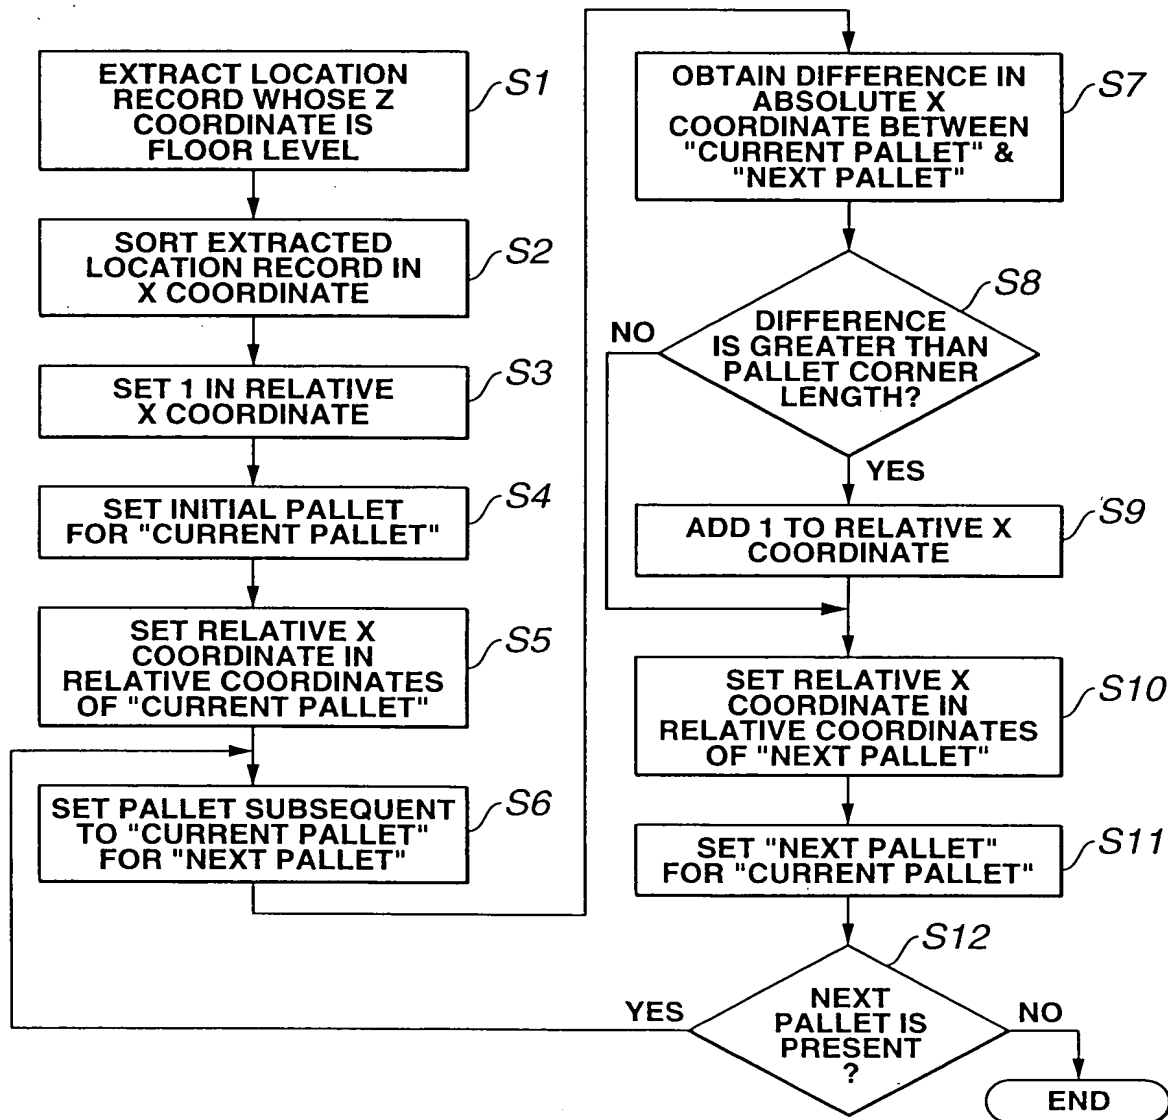 EXTRACT LOCATION
RECORD WHOSE Z
COORDINATE IS
FLOOR LEVEL
S1
SORT EXTRACTED
LOCATION RECORD IN
X COORDINATE
S2
SET 1 IN RELATIVE
X COORDINATE
S3
SET INITIAL PALLET
FOR "CURRENT PALLET"
S4
SET RELATIVE X
COORDINATE IN
RELATIVE COORDINATES
OF "CURRENT PALLET"
S5
SET PALLET SUBSEQUENT
TO "CURRENT PALLET"
FOR "NEXT PALLET"
S6
OBTAIN DIFFERENCE IN
ABSOLUTE X
COORDINATE BETWEEN
"CURRENT PALLET" &
"NEXT PALLET"
S7
DIFFERENCE
IS GREATER THAN
PALLET CORNER
LENGTH?
S8
NO
YES
ADD 1 TO RELATIVE X
COORDINATE
S9
SET RELATIVE X
COORDINATE IN
RELATIVE COORDINATES
OF "NEXT PALLET"
S10
SET "NEXT PALLET"
FOR "CURRENT PALLET"
S11
NEXT
PALLET IS
PRESENT
?
S12
YES
NO
END